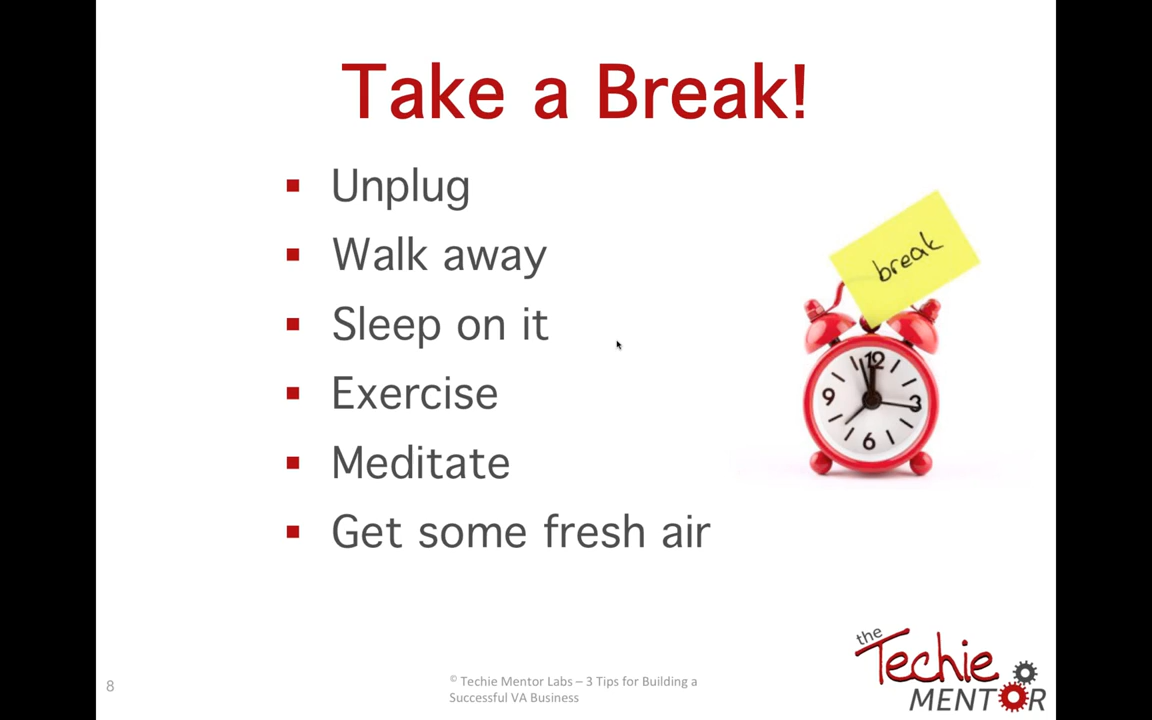 Take a Break!
▪ Unplug
▪ Walk away
▪ Sleep on it
▪ Exercise
▪ Meditate
▪ Get some fresh air
break
12
9
3
6
8
© Techie Mentor Labs – 3 Tips for Building a
Successful VA Business
the
Techie
MENTOR